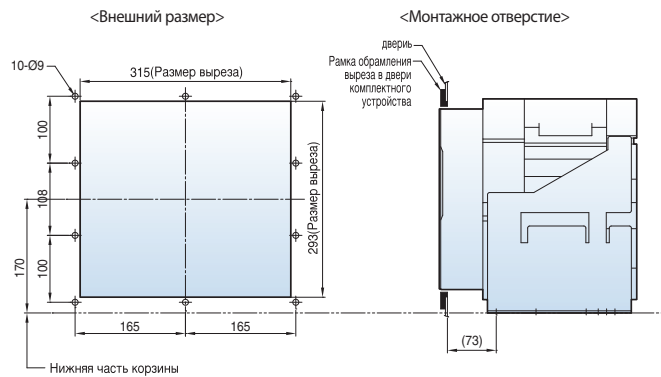 <Внешний размер>
<Монтажное отверстие>
10-Ø9
315(Размер выреза)
двериь
Рамка обрамления
выреза в двери
комплектного
устройства
100
108
100
170
293(Размер выреза)
165
165
(73)
Нижняя часть корзины